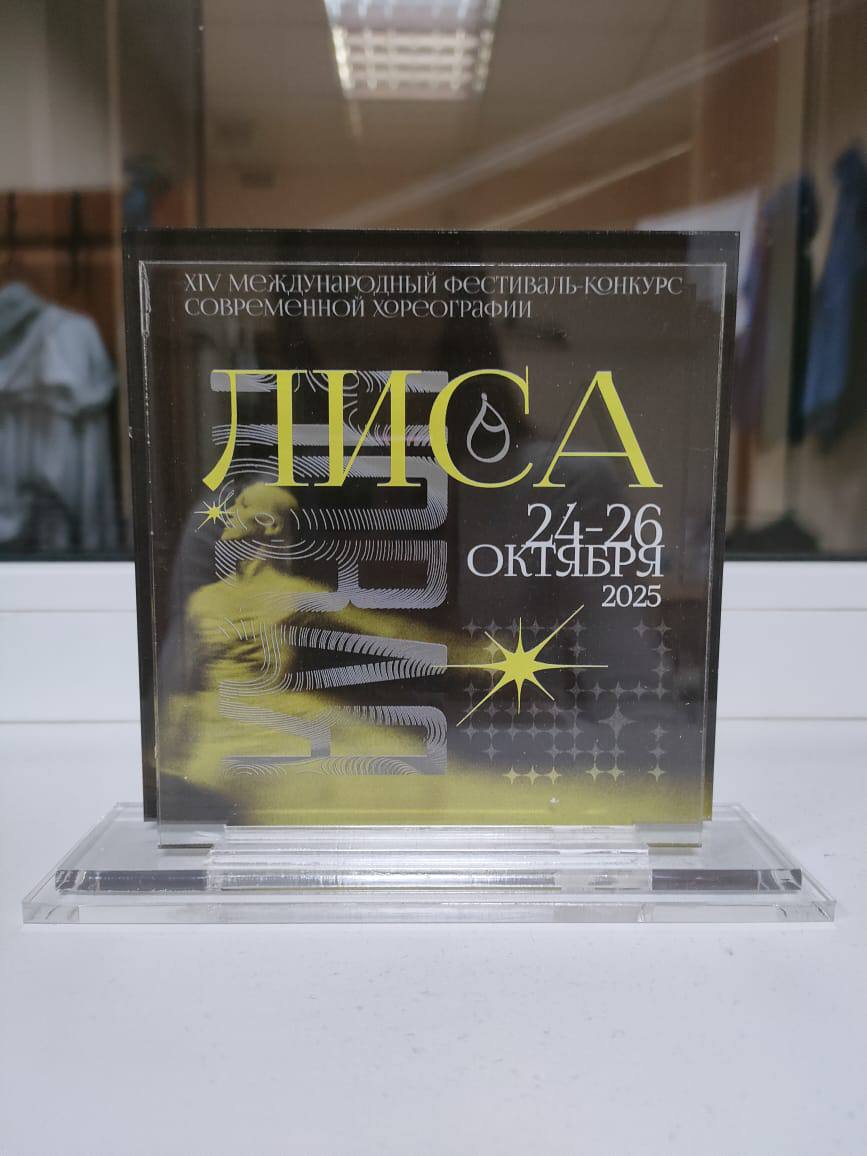 XIV МЕЖДУНАРОДНЫЙ ФЕСТИВАЛЬ-КОНКУРС
СОВРЕМЕННОЙ ХОРЕОГРАФИИ
ЛИСА
24-26
ОКТЯБРЯ
2025